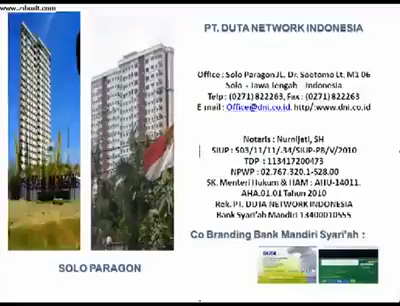 PT. DUTA NETWORK INDONESIA
Office : Solo Paragon JL. Dr. Soetomo Lt. M1 06
Solo - Jawa Tengah Indonesia
Telp : (0271) 822263, Fax : (0271) 822263
E mail : Office@dni.co.id. http/:www.dni.co.id
Notaris : Nurnijati, SH
SIUP : 503/11/11/.34/SIUP-PB/V/2010
TDP : 113417200473
NPWP : 02.767.320.1-528.00
SK. Menteri Hukum & HAM : AHU-14011.
AHA.01.01 Tahun 2010
Rek. PT. DUTA NETWORK INDONESIA
Bank Syari'ah Mandiri 13400010555
Co Branding Bank Mandiri Syari'ah :
SOLO PARAGON
DUTA